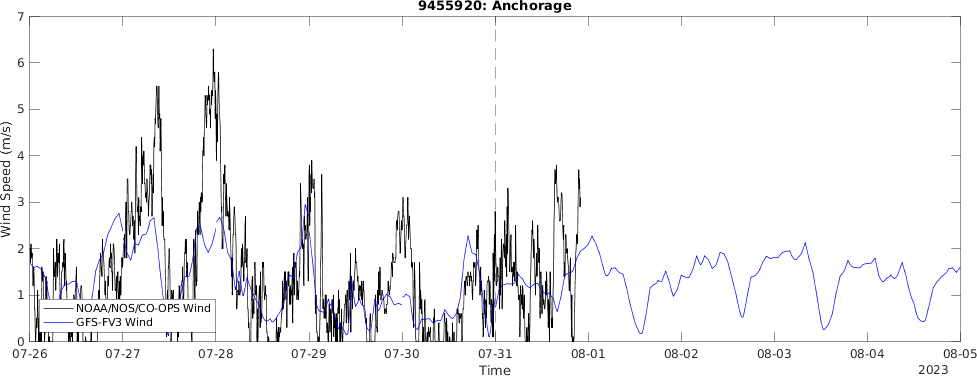 9455920: Anchorage
7
6
5
4
3
2
1
0
Wind Speed (m/s)
NOAA/NOS/CO-OPS Wind
GFS-FV3 Wind
07-26 07-27 07-28 07-29 07-30 07-31 08-01 08-02 08-03 08-04 08-05
Time
2023